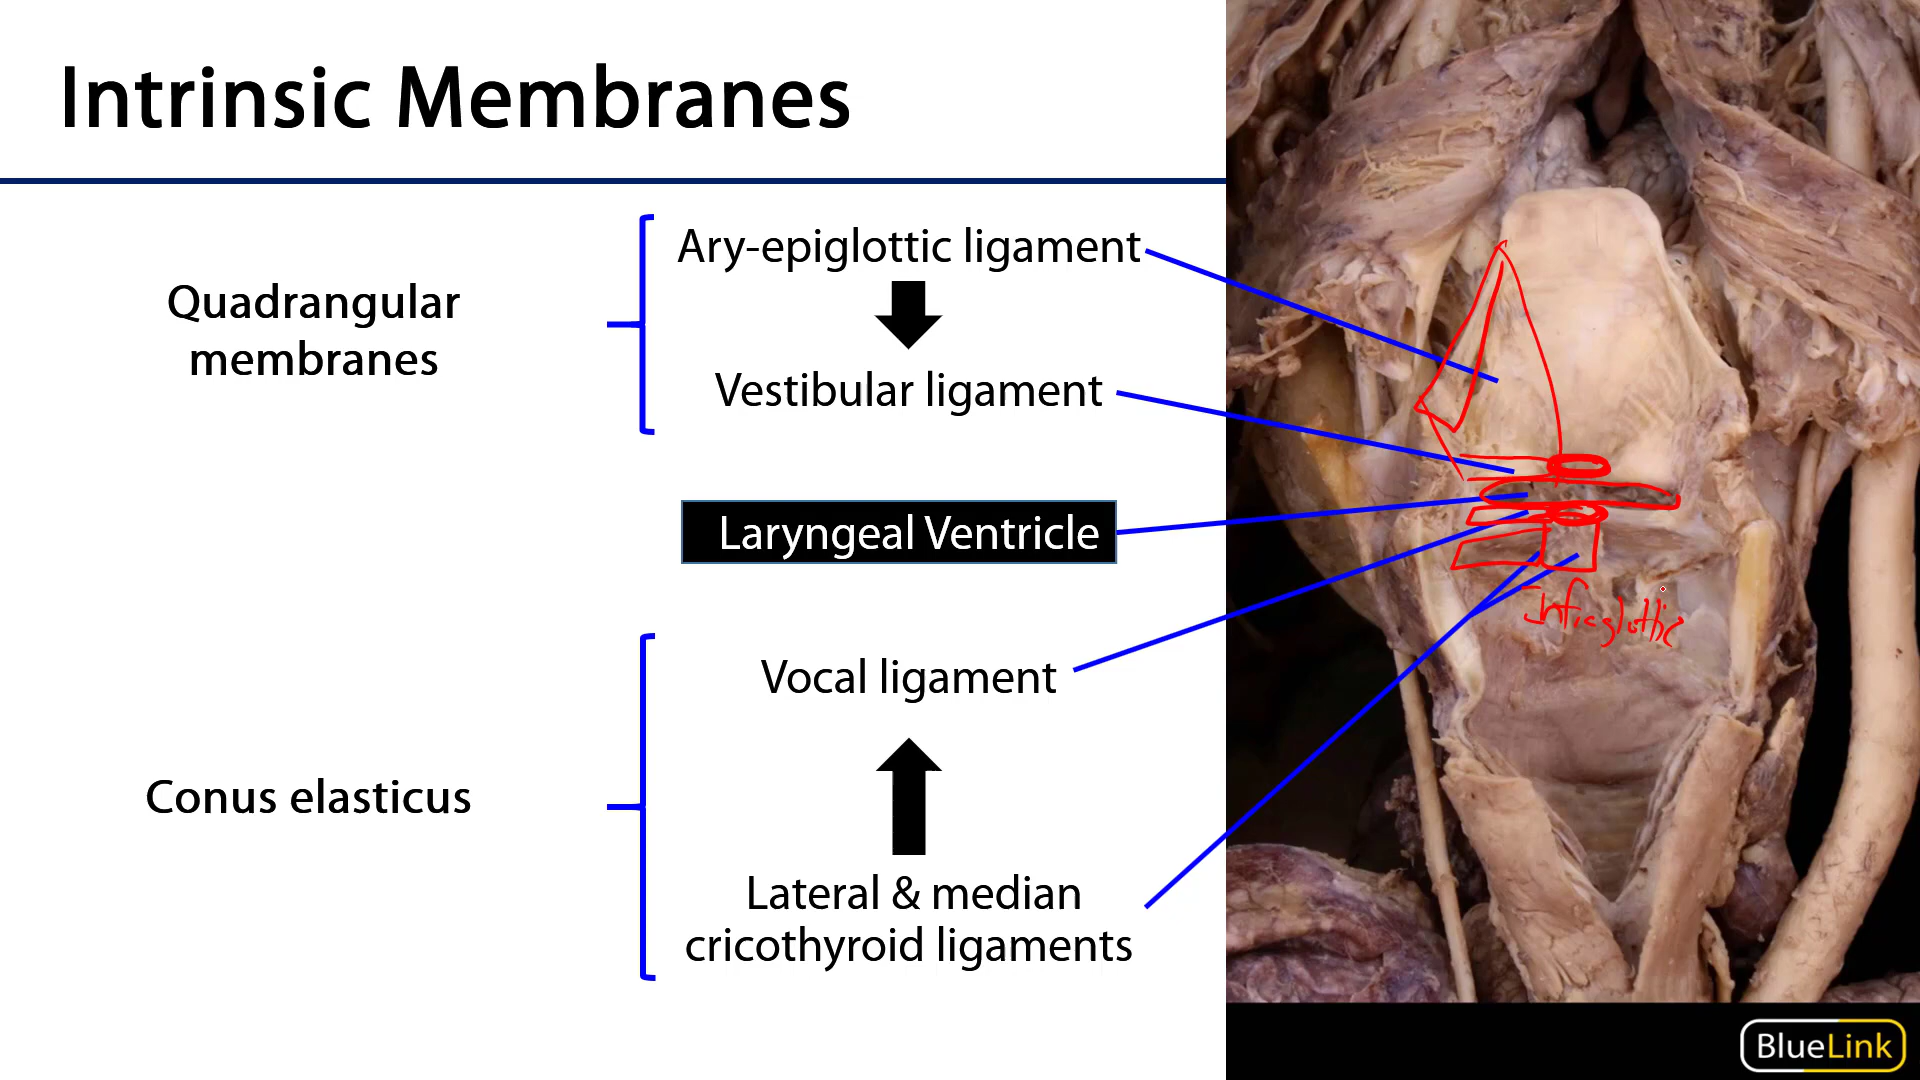 Intrinsic Membranes
Ary-epiglottic ligament
Quadrangular
membranes
Vestibular ligament
Laryngeal Ventricle
Vocal ligament
Conus elasticus
Lateral & median
cricothyroid ligaments
Infraglottic
BlueLink